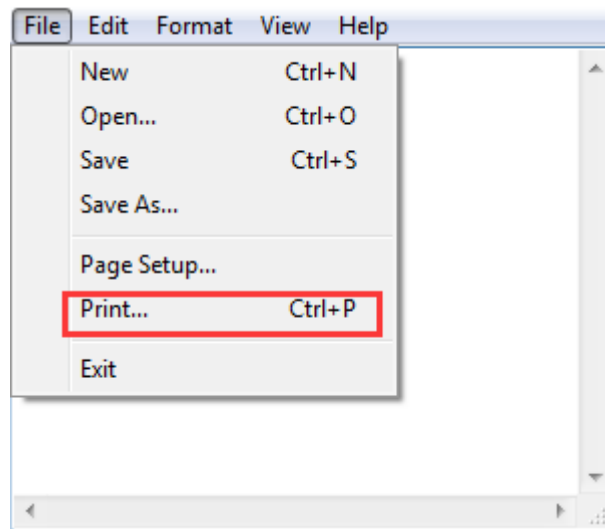 File Edit Format View Help
New Ctrl+N
Open... Ctrl+O
Save Ctrl+S
Save As...
Page Setup...
Print... Ctrl+P
Exit